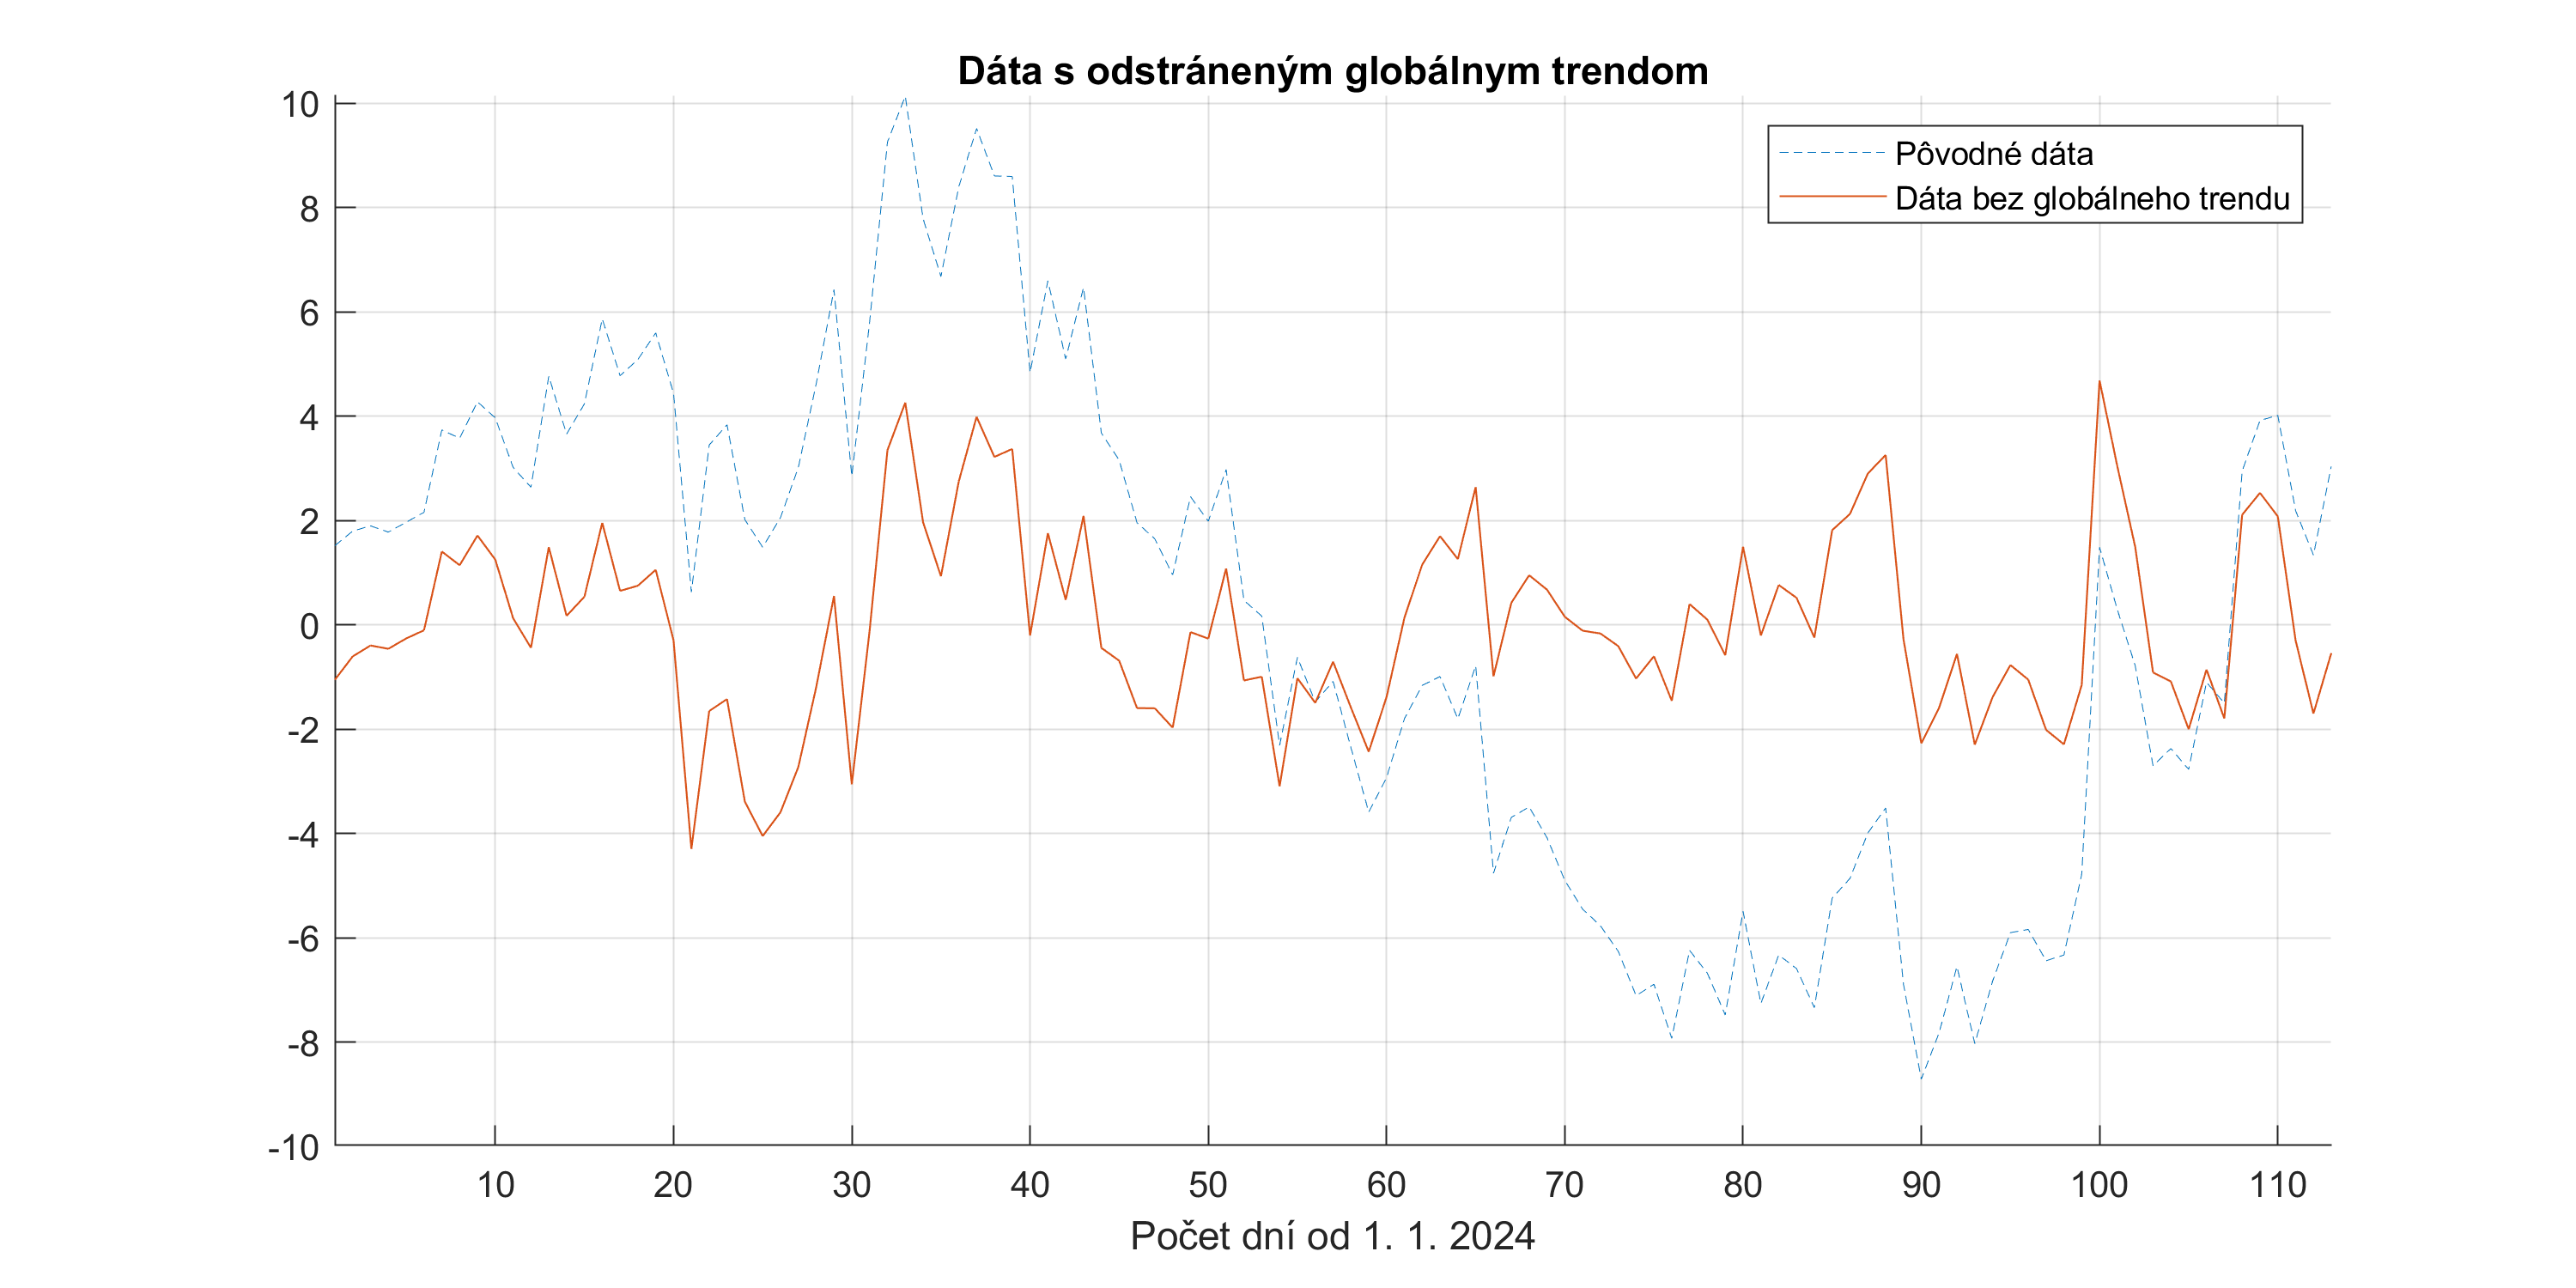 Dáta s odstráneným globálnym trendom
Pôvodné dáta
Dáta bez globálneho trendu
10
8
6
4
2
0
-2
-4
-6
-8
-10
10 20 30 40 50 60 70 80 90 100 110
Počet dní od 1. 1. 2024